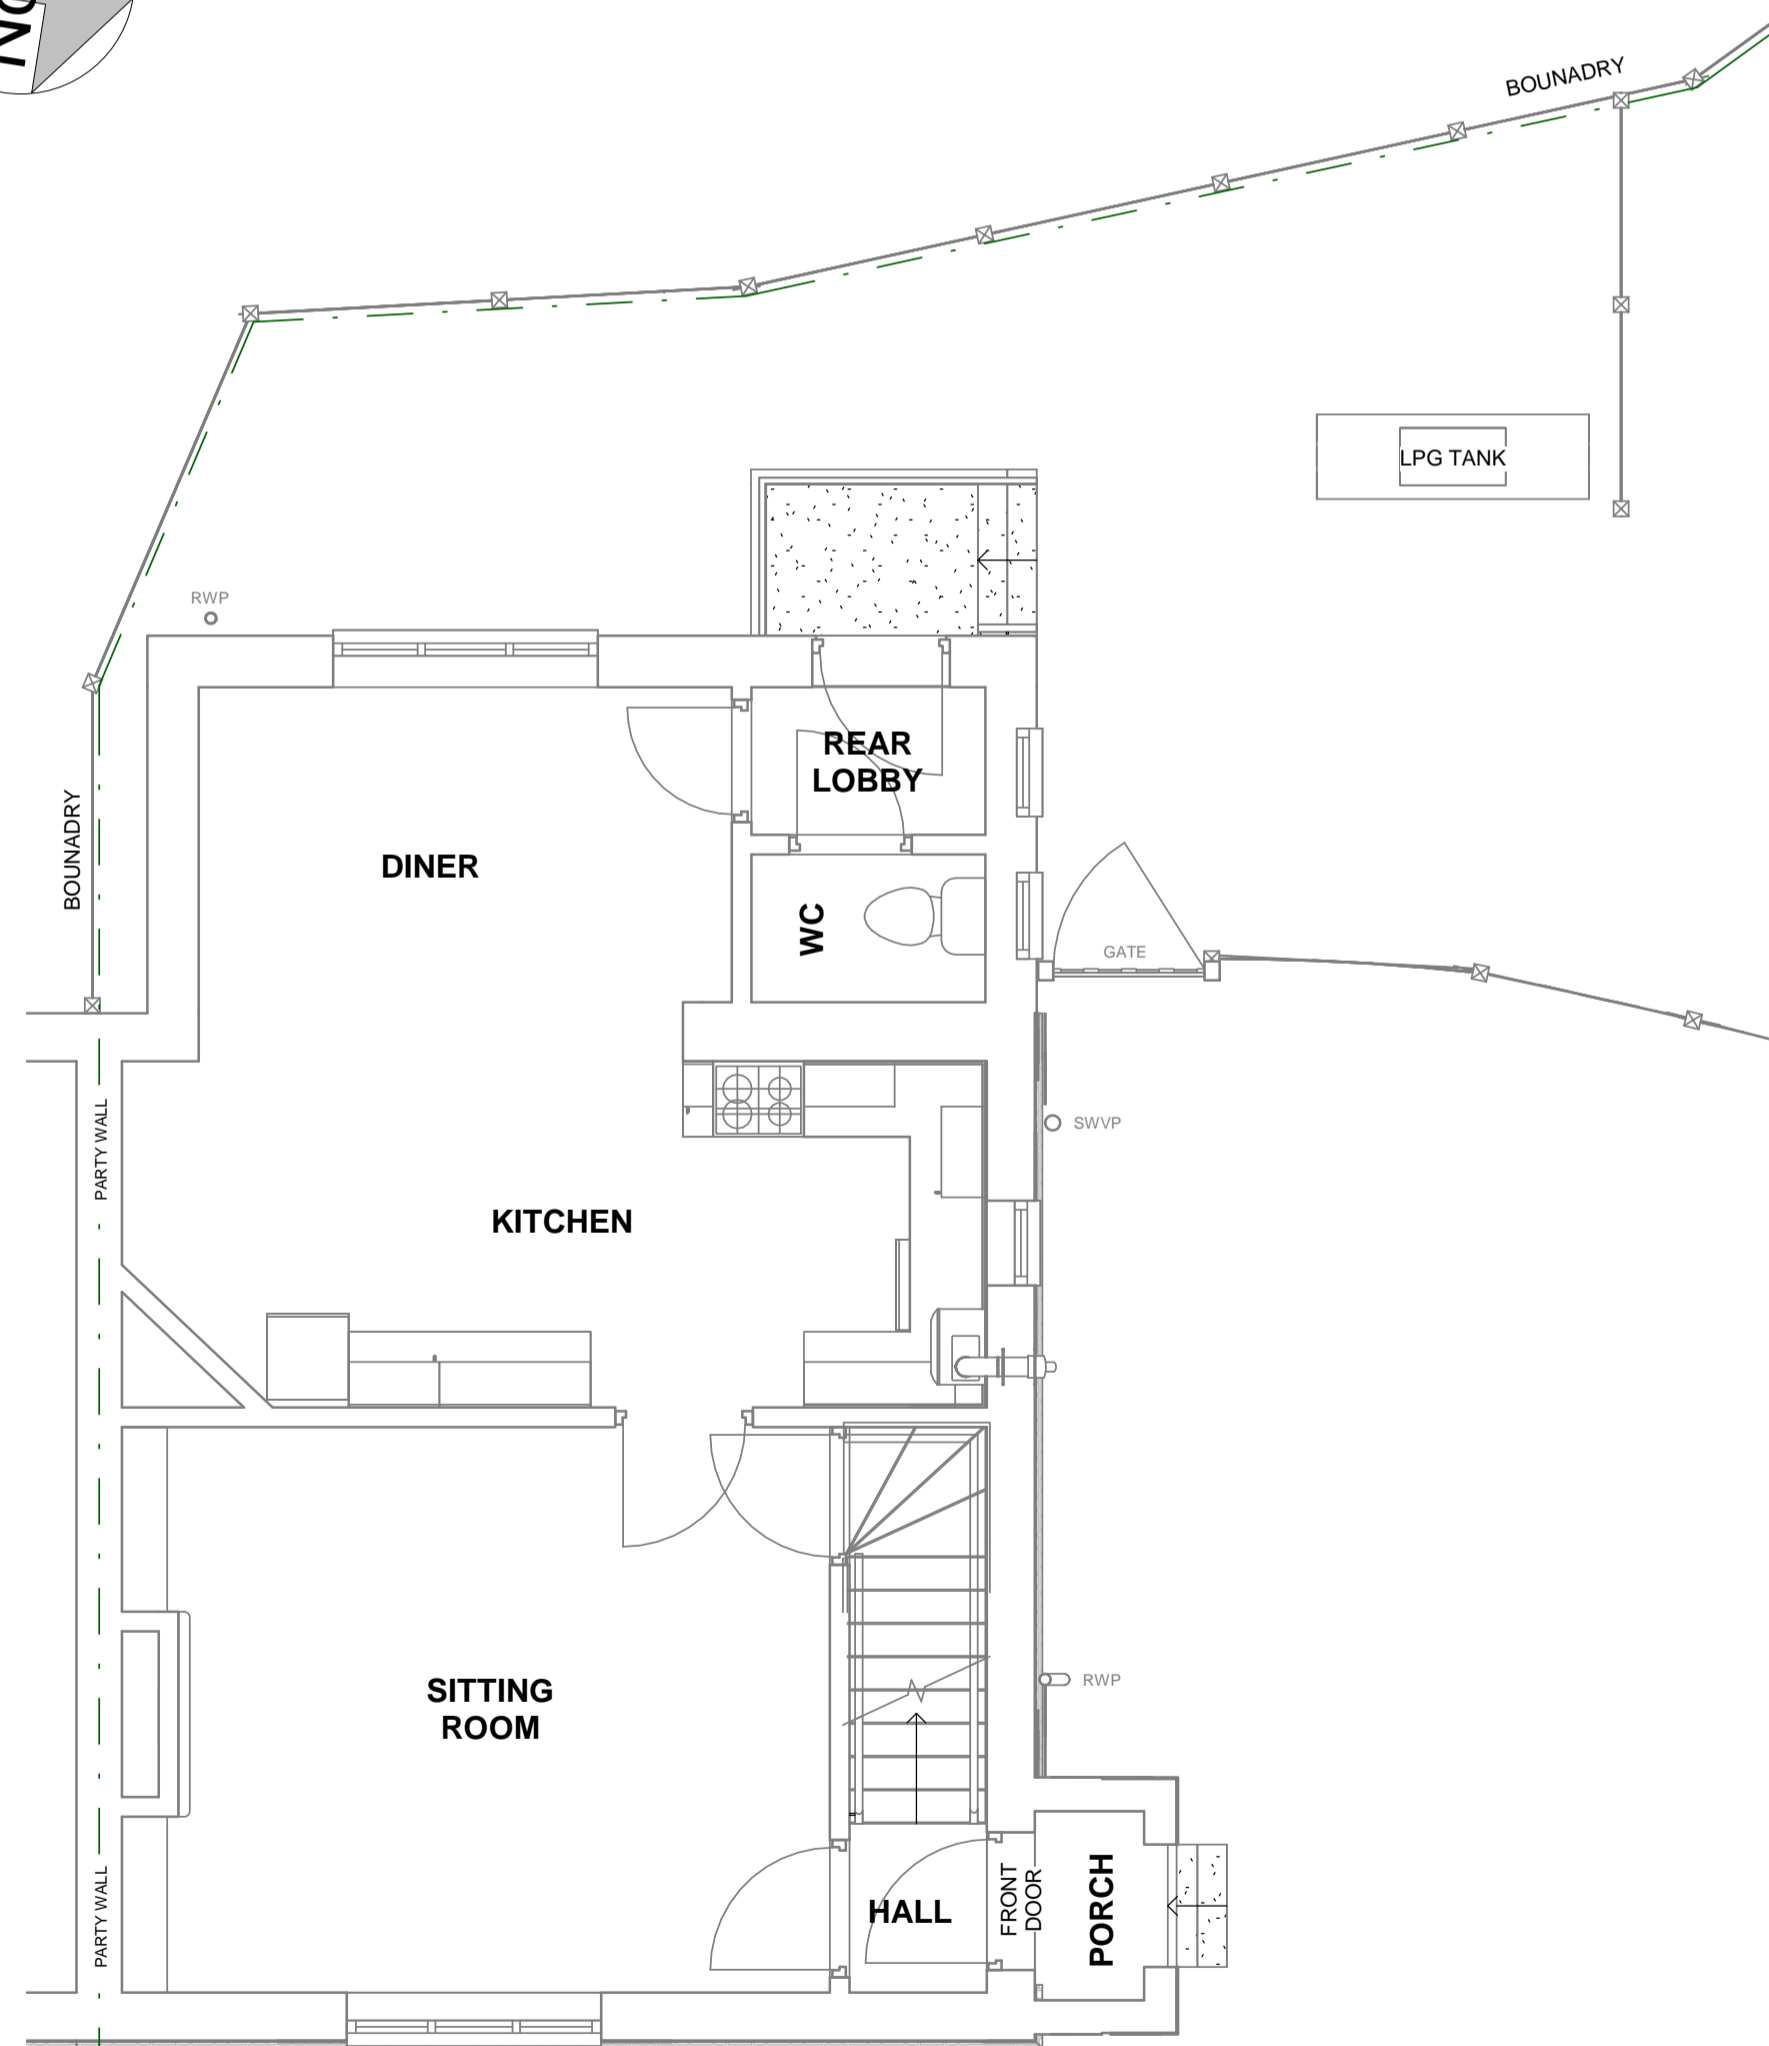 BOUNADRY
LPG TANK
RWP
REAR
LOBBY
DINER
BOUNADRY
WC
GATE
SWVP
PARTY WALL
KITCHEN
RWP
SITTING
ROOM
HALL
FRONT
DOOR
PORCH
PARTY WALL